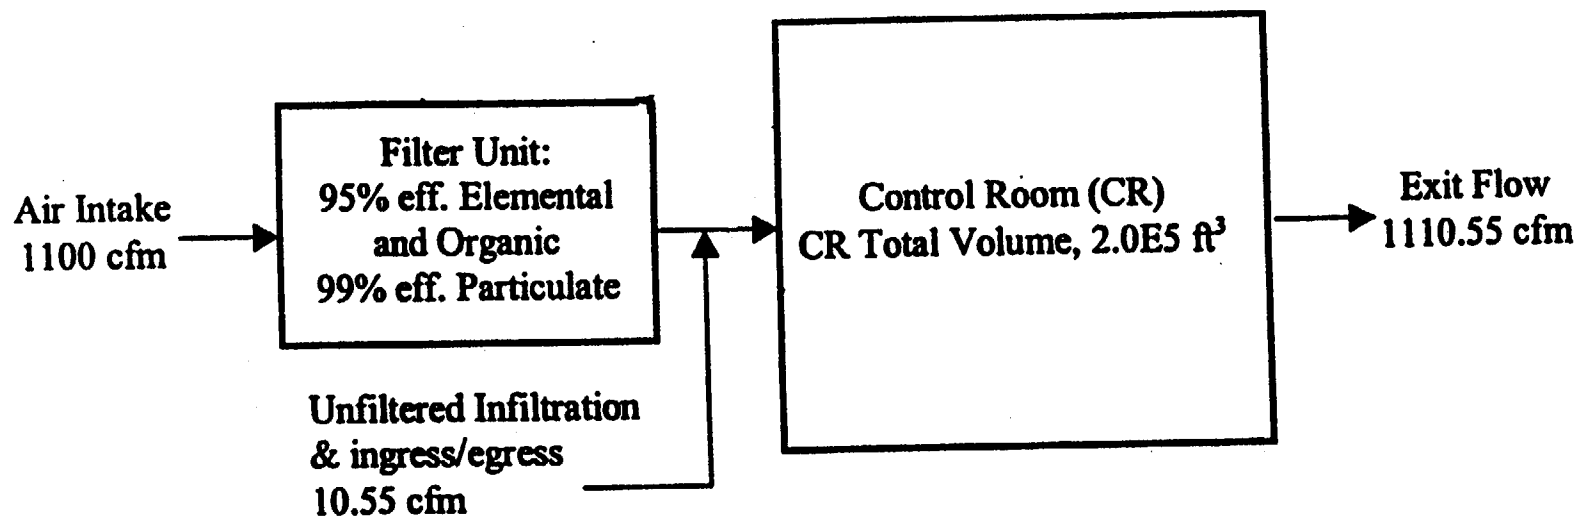 Air Intake
1100 cfm
Filter Unit:
95% eff. Elemental
and Organic
99% eff. Particulate
Unfiltered Infiltration
& ingress/egress
10.55 cfm
Control Room (CR)
CR Total Volume, 2.0E5 ft³
Exit Flow
1110.55 cfm